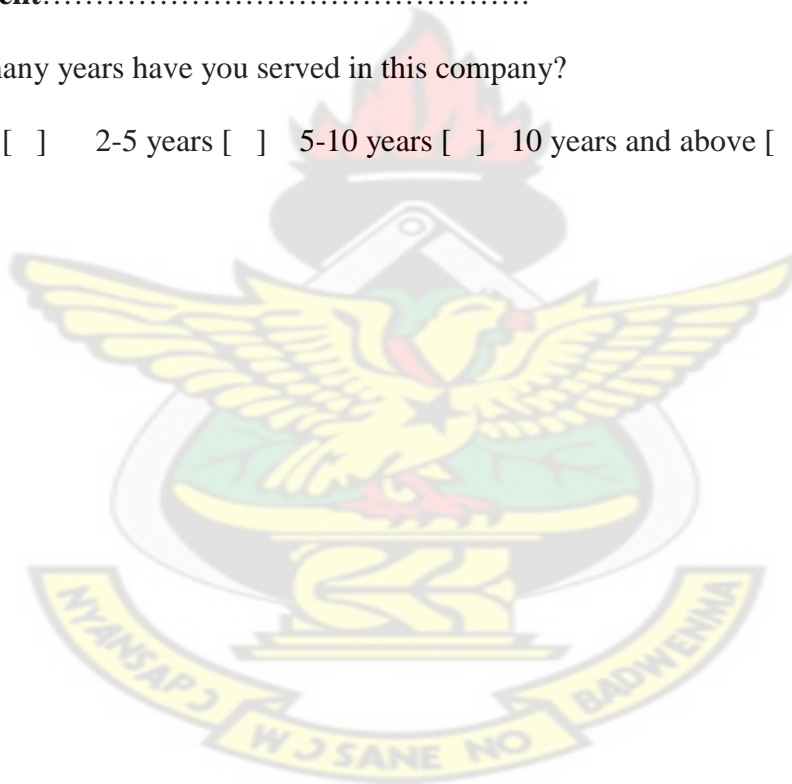 ent……………………………………….
any years have you served in this company?
[ ] 2-5 years [ ] 5-10 years [ ] 10 years and above [
NYANSAPƆ WƆSANE NO BADWENMA